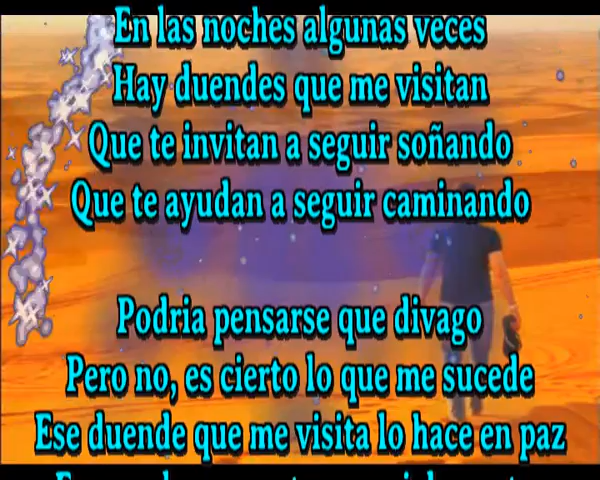 En las noches algunas veces
Hay duendes que me visitan
Que te invitan a seguir soñando
Que te ayudan a seguir caminando
Podria pensarse que divago
Pero no, es cierto lo que me sucede
Ese duende que me visita lo hace en paz